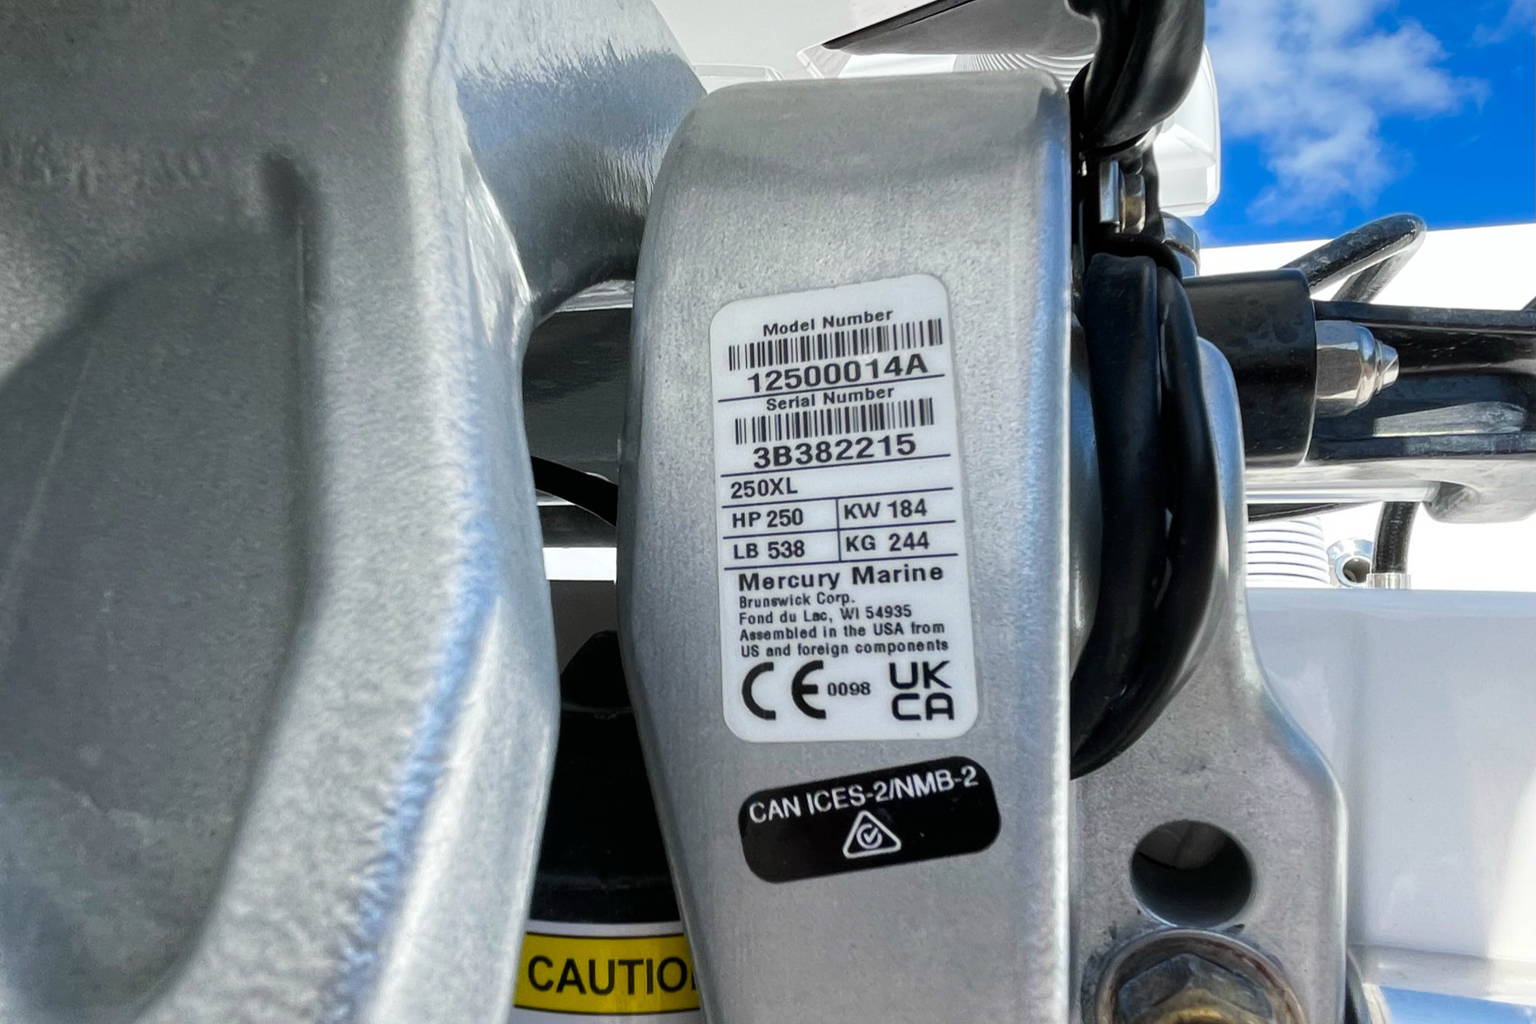 Model Number
12500014A
Serial Number
3B382215
250XL
HP 250 KW 184
LB 538 KG 244
Mercury Marine
Brunswick Corp.
Fond du Lac, WI 54935
Assembled in the USA from
US and foreign components
CE 0098 UK
CA
CAN ICES-2/NMB-2
CAUTIO